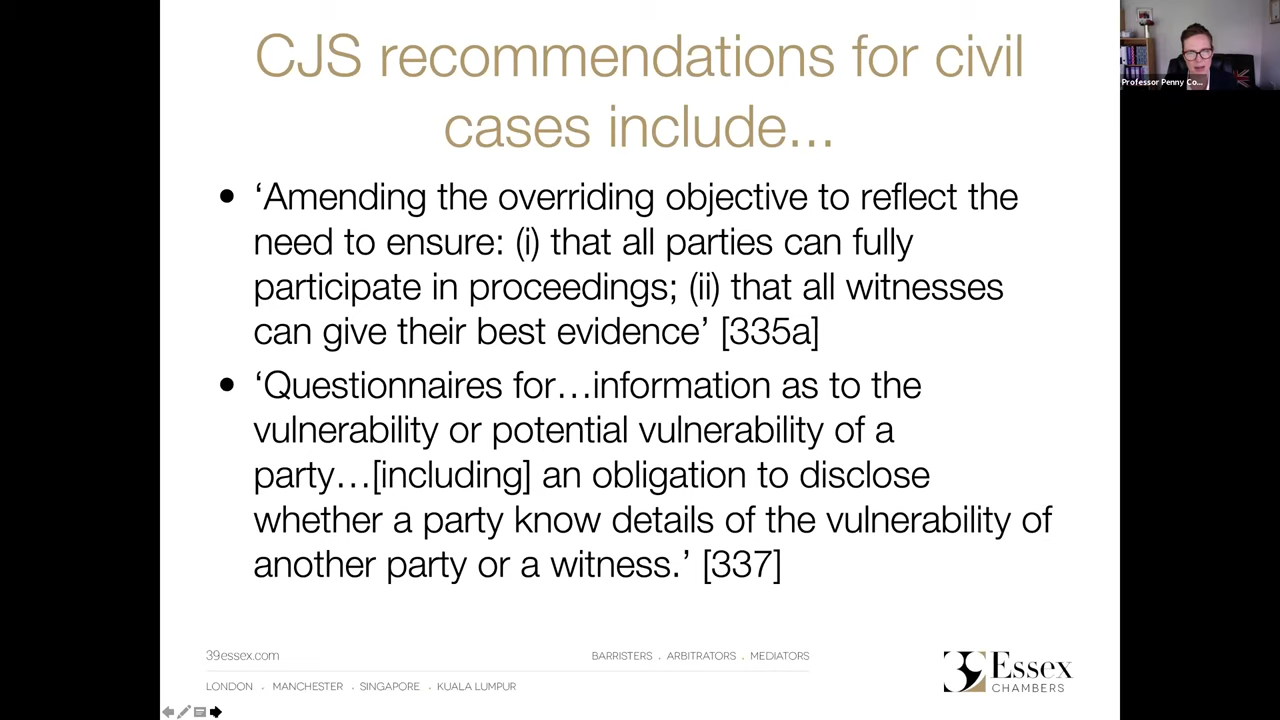 CJS recommendations for civil
cases include...
• ‘Amending the overriding objective to reflect the
need to ensure: (i) that all parties can fully
participate in proceedings; (ii) that all witnesses
can give their best evidence’ [335a]
• ‘Questionnaires for…information as to the
vulnerability or potential vulnerability of a
party…[including] an obligation to disclose
whether a party know details of the vulnerability of
another party or a witness.’ [337]
39essex.com
BARRISTERS . ARBITRATORS . MEDIATORS
LONDON . MANCHESTER . SINGAPORE . KUALA LUMPUR
39 Essex
CHAMBERS
Professor Penny Co...